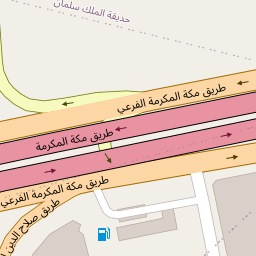 حديقة الملك سلمان
طريق مكة المكرمة الفرعي
طريق مكة المكرمة
طريق مكة المكرمة الفرعي
طريق صلاح الدين